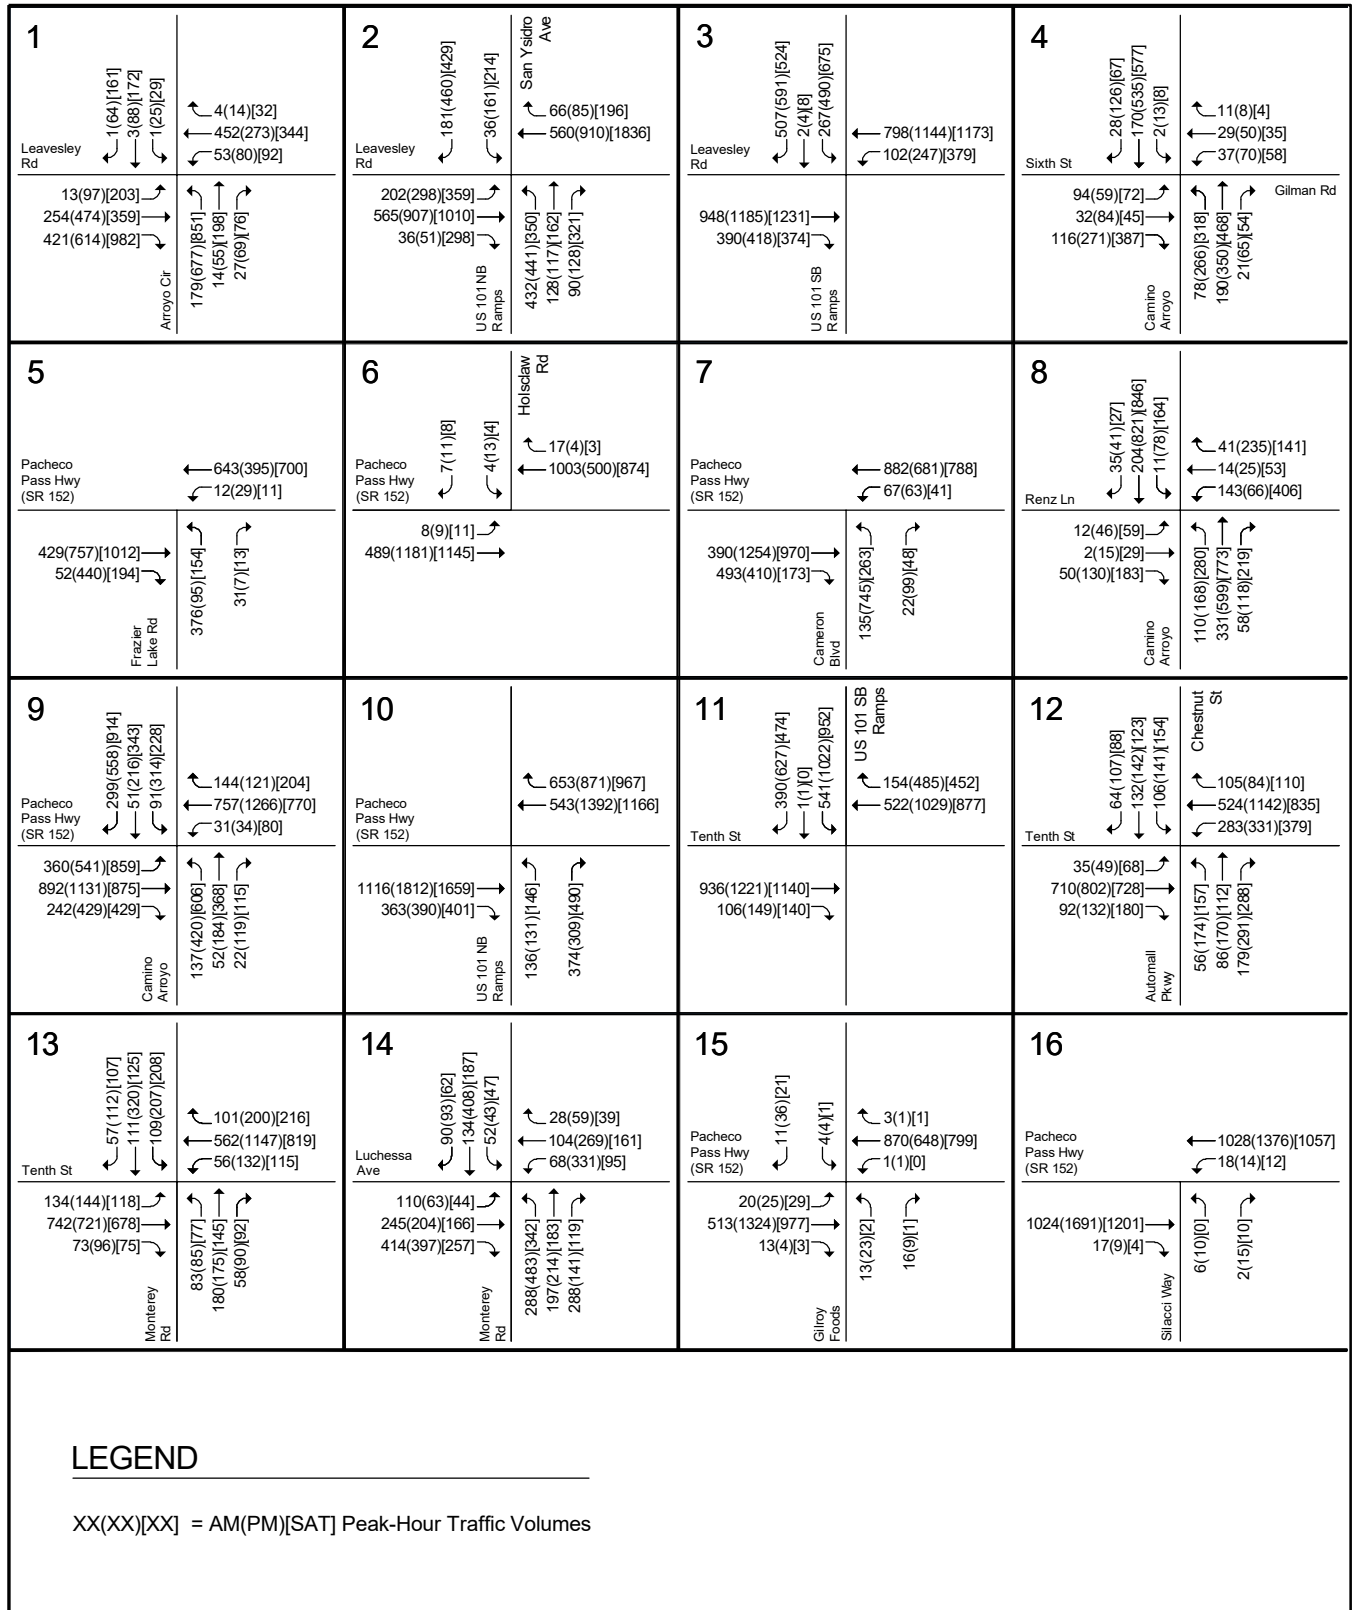 1
1(64)[161]
3(88)[172]
1(25)[29]
4(14)[32]
452(273)[344]
53(80)[92]
Leavesley
Rd
13(97)[203]
254(474)[359]
421(614)[982]
179(677)[851]
14(55)[198]
27(69)[76]
Arroyo Cir
2
181(460)[429]
36(161)[214]
San Ysidro
Ave
66(85)[196]
560(910)[1836]
Leavesley
Rd
202(298)[359]
565(907)[1010]
36(51)[298]
432(441)[350]
128(117)[162]
90(128)[321]
US 101 NB
Ramps
3
507(591)[524]
2(4)[8]
267(490)[675]
798(1144)[1173]
102(247)[379]
Leavesley
Rd
948(1185)[1231]
390(418)[374]
US 101 SB
Ramps
4
28(126)[67]
170(535)[577]
2(13)[8]
11(8)[4]
29(50)[35]
37(70)[58]
Sixth St
Gilman Rd
94(59)[72]
32(84)[45]
116(271)[387]
78(266)[318]
190(350)[468]
21(65)[54]
Camino
Arroyo
5
643(395)[700]
12(29)[11]
Pacheco
Pass Hwy
(SR 152)
429(757)[1012]
52(440)[194]
376(95)[154]
31(7)[13]
Frazier
Lake Rd
6
7(11)[8]
4(13)[4]
Holsclaw
Rd
17(4)[3]
1003(500)[874]
Pacheco
Pass Hwy
(SR 152)
8(9)[11]
489(1181)[1145]
7
882(681)[788]
67(63)[41]
Pacheco
Pass Hwy
(SR 152)
390(1254)[970]
493(410)[173]
135(745)[263]
22(99)[48]
Cameron
Blvd
8
35(41)[27]
204(821)[846]
11(78)[164]
41(235)[141]
14(25)[53]
143(66)[406]
Renz Ln
12(46)[59]
2(15)[29]
50(130)[183]
110(168)[280]
331(599)[773]
58(118)[219]
Camino
Arroyo
9
299(558)[914]
51(216)[343]
91(314)[228]
144(121)[204]
757(1266)[770]
31(34)[80]
Pacheco
Pass Hwy
(SR 152)
360(541)[859]
892(1131)[875]
242(429)[429]
137(420)[606]
52(184)[368]
22(119)[115]
Camino
Arroyo
10
653(871)[967]
543(1392)[1166]
Pacheco
Pass Hwy
(SR 152)
1116(1812)[1659]
363(390)[401]
136(131)[146]
374(309)[490]
US 101 NB
Ramps
11
390(627)[474]
1(1)[0]
541(1022)[952]
US 101 SB
Ramps
154(485)[452]
522(1029)[877]
Tenth St
936(1221)[1140]
106(149)[140]
12
64(107)[88]
132(142)[123]
106(141)[154]
Chestnut
St
105(84)[110]
524(1142)[835]
283(331)[379]
Tenth St
35(49)[68]
710(802)[728]
92(132)[180]
56(174)[157]
86(170)[112]
179(291)[288]
Automall
Pkwy
13
57(112)[107]
111(320)[125]
109(207)[208]
101(200)[216]
562(1147)[819]
56(132)[115]
Tenth St
134(144)[118]
742(721)[678]
73(96)[75]
83(85)[77]
180(175)[145]
58(90)[92]
Monterey
Rd
14
90(93)[62]
134(408)[187]
52(43)[47]
28(59)[39]
104(269)[161]
68(331)[95]
Luchessa
Ave
110(63)[44]
245(204)[166]
414(397)[257]
288(483)[342]
197(214)[183]
288(141)[119]
Monterey
Rd
15
11(36)[21]
4(4)[1]
3(1)[1]
870(648)[799]
1(1)[0]
Pacheco
Pass Hwy
(SR 152)
20(25)[29]
513(1324)[977]
13(4)[3]
13(23)[2]
16(9)[1]
Gilroy
Foods
16
1028(1376)[1057]
18(14)[12]
Pacheco
Pass Hwy
(SR 152)
1024(1691)[1201]
17(9)[4]
6(10)[0]
2(15)[10]
Silacci Way
LEGEND
XX(XX)[XX] = AM(PM)[SAT] Peak-Hour Traffic Volumes